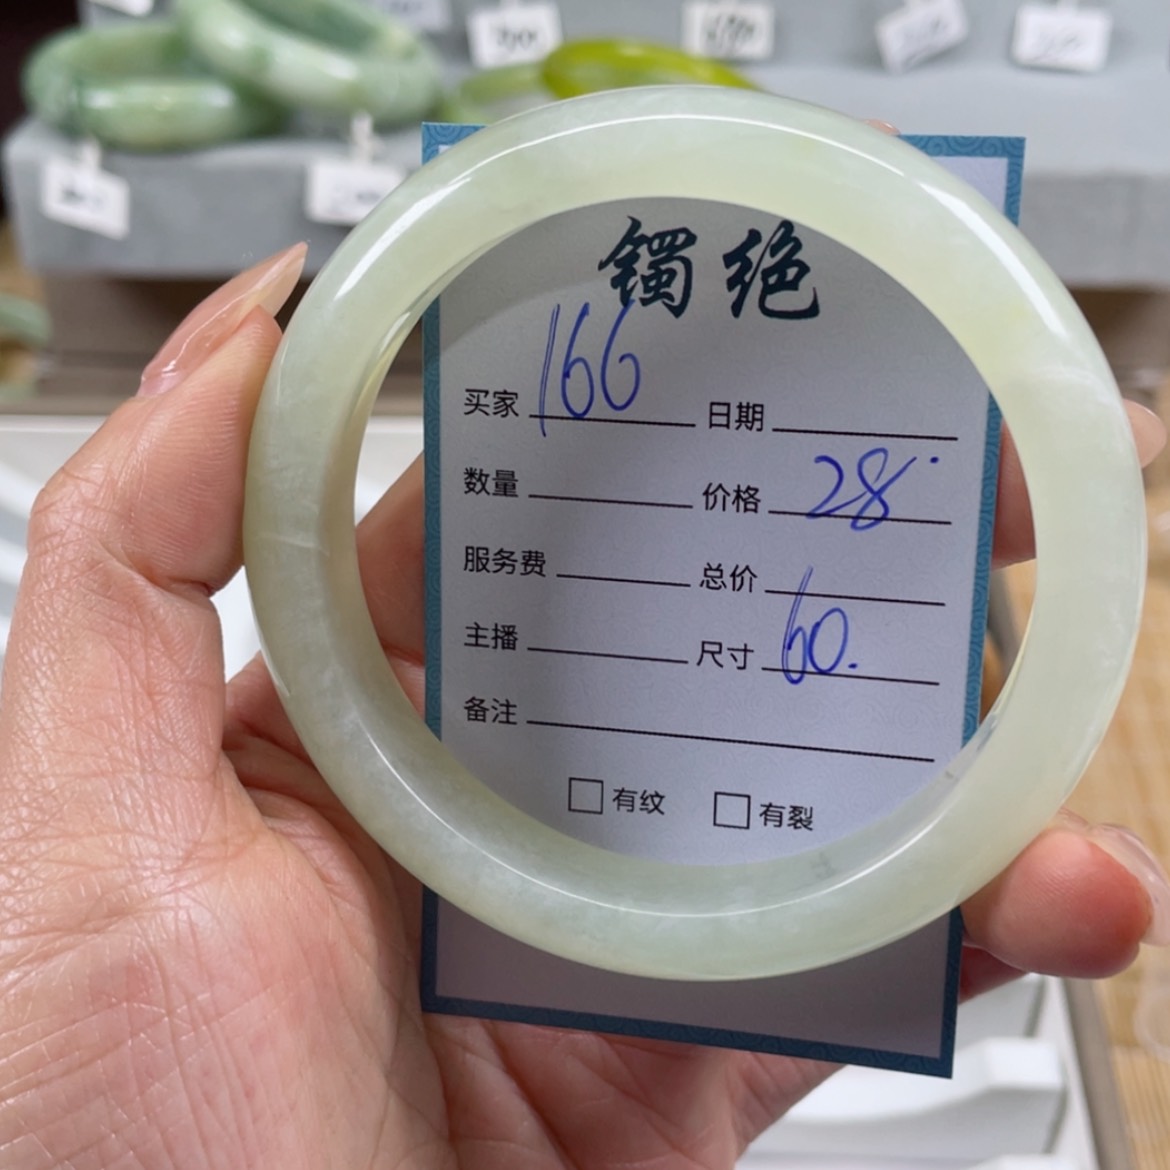 镯绝
买家 166 日期
数量 价格 28
服务费 总价
主播 尺寸 60.
备注
有纹 有裂